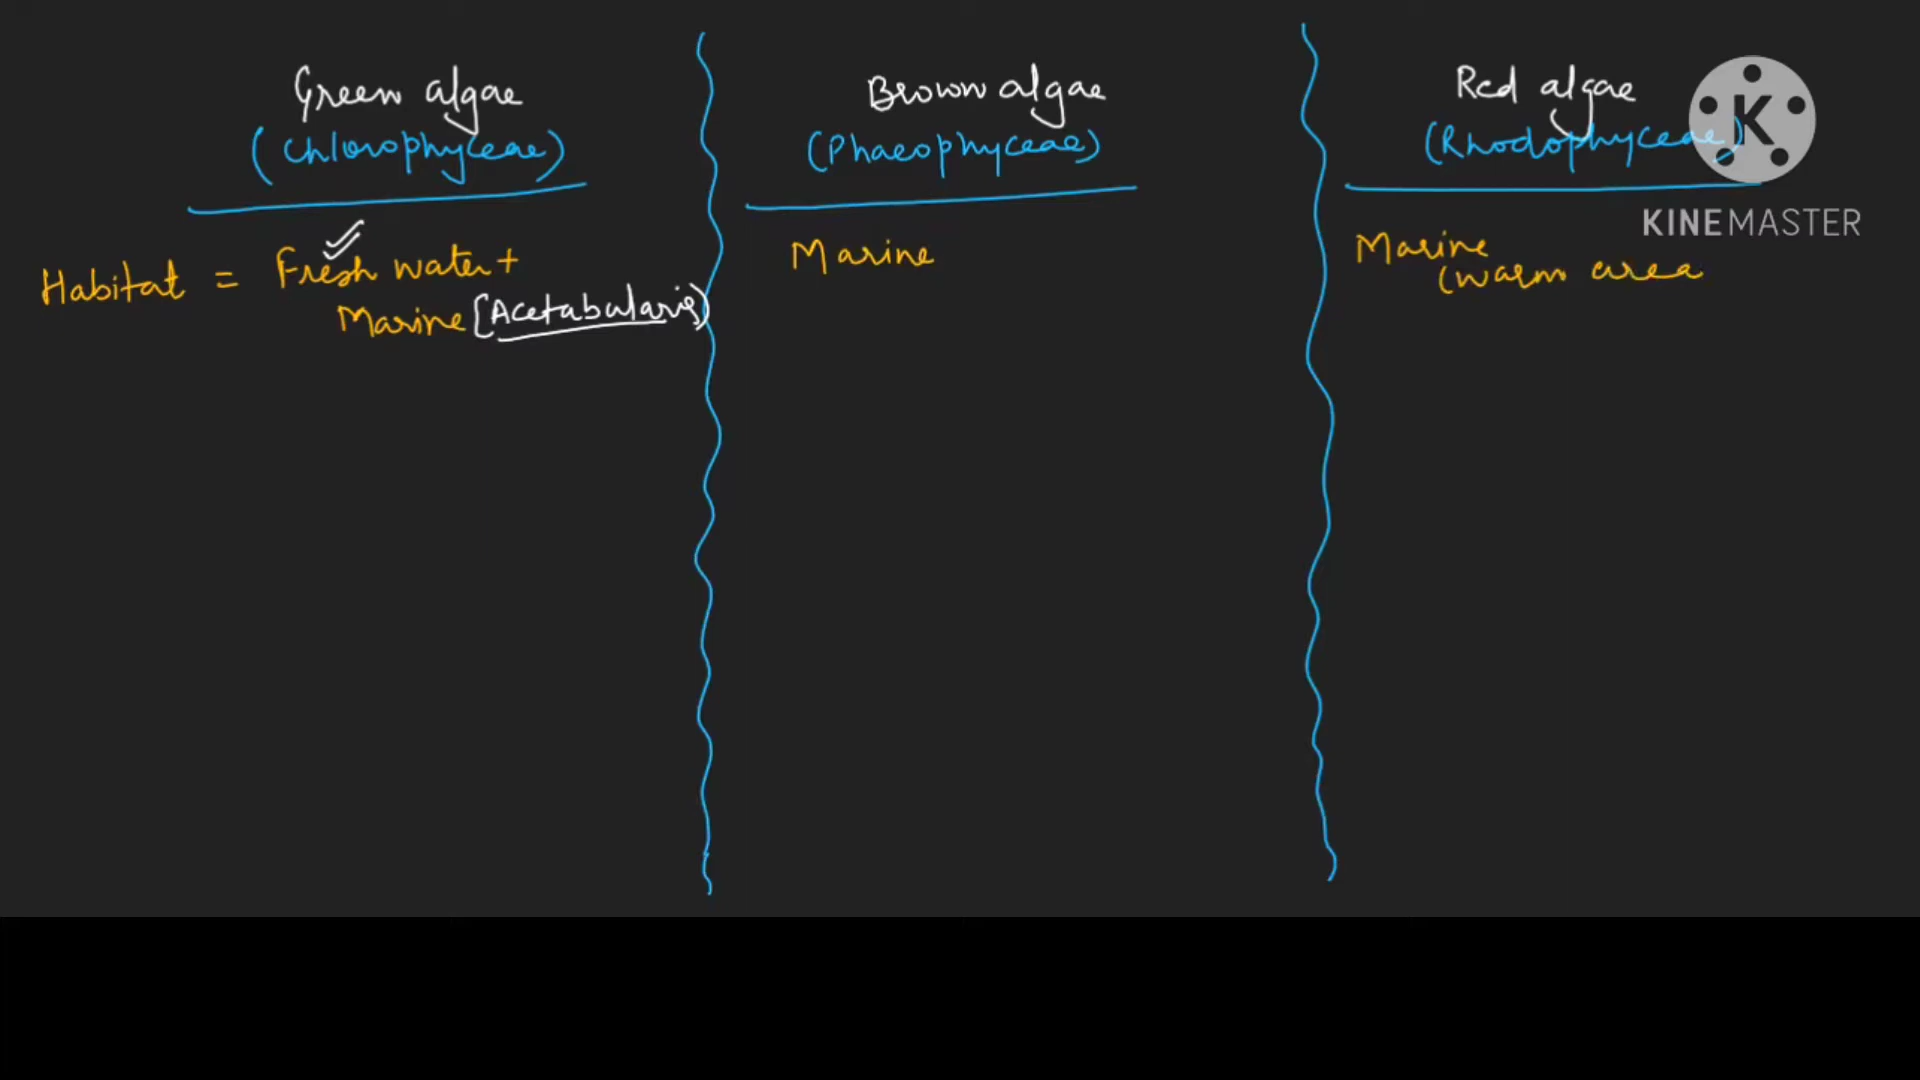 Green algae
(Chlorophyceae)
Habitat = Fresh water +
Marine [Acetabularia)
Brown algae
(Phaeophyceae)
Marine
Red algae
(Rhodophyceae)
Marine
(warm area
K
KINEMASTER